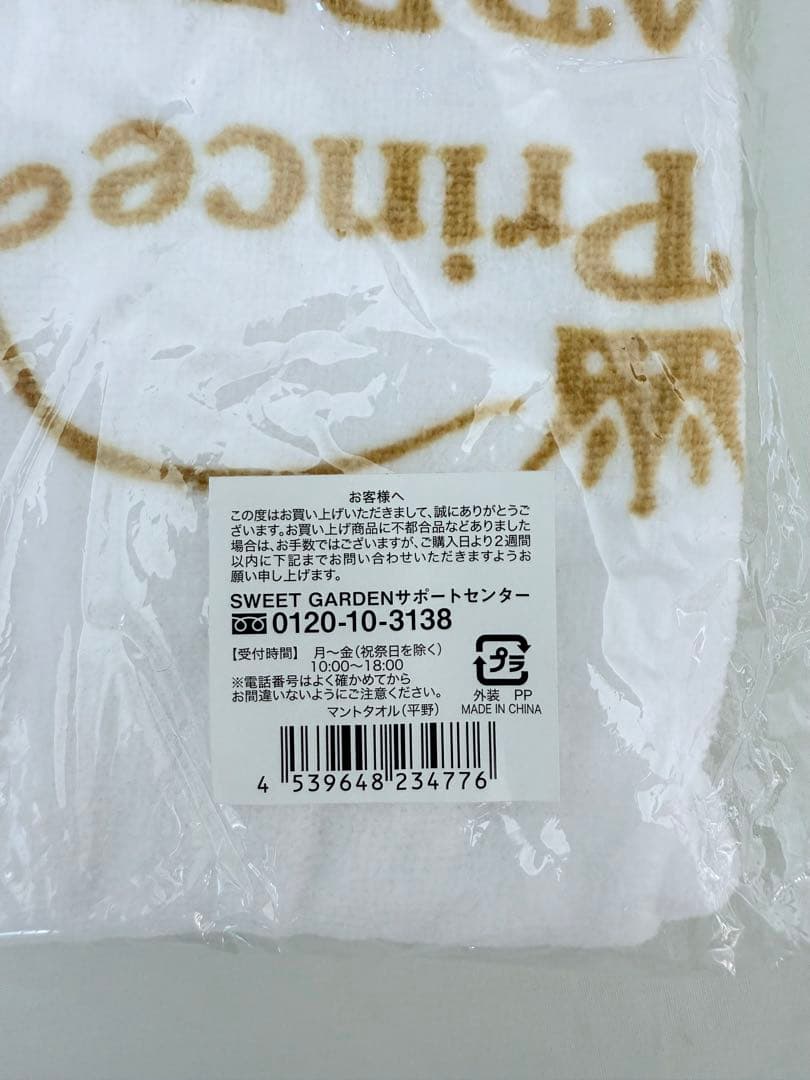 Prince
お客様へ
この度はお買い上げいただきまして、誠にありがとうご
ざいます。お買い上げ商品に不都合品などありました
場合は、お手数ではございますが、ご購入日より2週間
以内に下記までお問い合わせいただきますようお
願い申し上げます。
SWEET GARDENサポートセンター
0120-10-3138
【受付時間】 月～金(祝祭日を除く)
10:00～18:00
※電話番号はよく確かめてから
お間違いないようにご注意ください。
プラ
外装 PP
MADE IN CHINA
マントタオル(平野)
4 539648 234776